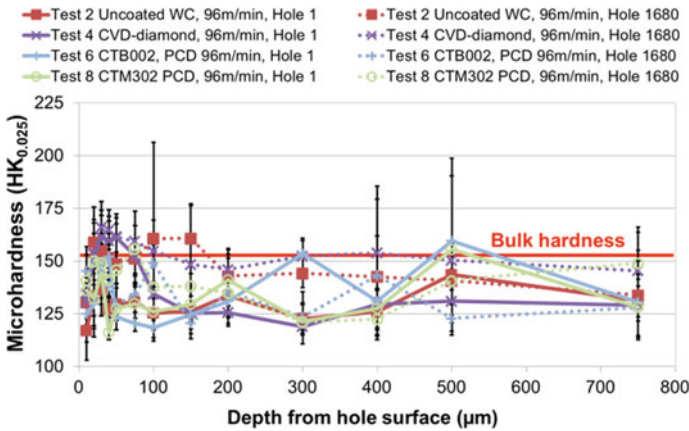 Test 2 Uncoated WC, 96m/min, Hole 1
Test 2 Uncoated WC, 96m/min, Hole 1680
Test 4 CVD-diamond, 96m/min, Hole 1
Test 4 CVD-diamond, 96m/min, Hole 1680
Test 6 CTB002, PCD 96m/min, Hole 1
Test 6 CTB002, PCD 96m/min, Hole 1680
Test 8 CTM302 PCD, 96m/min, Hole 1
Test 8 CTM302 PCD, 96m/min, Hole 1680
Microhardness (HK0.025)
225
200
175
150
125
100
Bulk hardness
0 100 200 300 400 500 600 700 800
Depth from hole surface (µm)